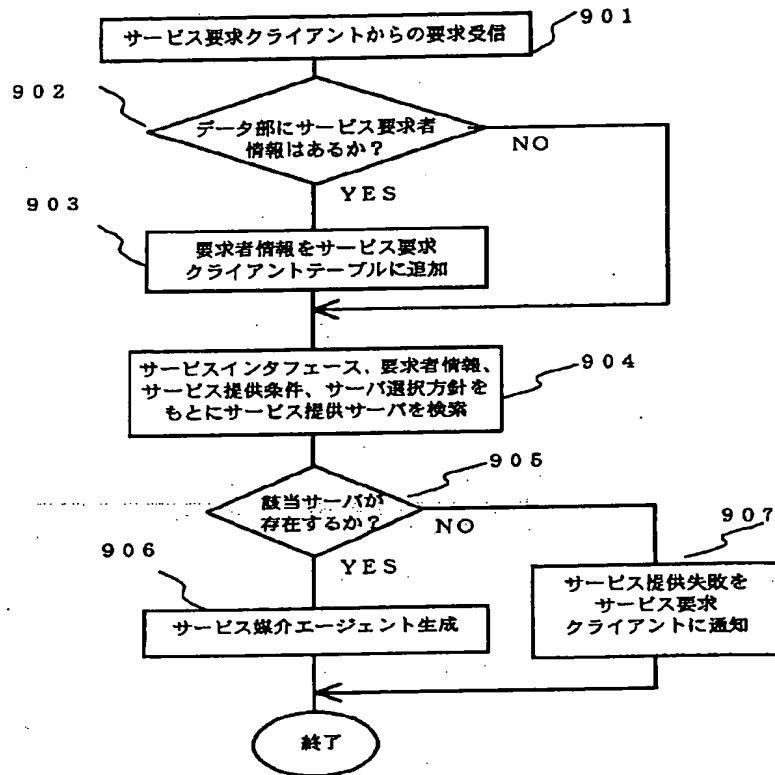 サービス要求クライアントからの要求受信
901
902
データ部にサービス要求者
情報はあるか?
NO
YES
903
要求者情報をサービス要求
クライアントテーブルに追加
サービスインタフェース、要求者情報、
サービス提供条件、サーバ選択方針を
もとにサービス提供サーバを検索
904
905
該当サーバが
存在するか?
NO
YES
906
907
サービス媒介エージェント生成
サービス提供失敗を
サービス要求
クライアントに通知
終了